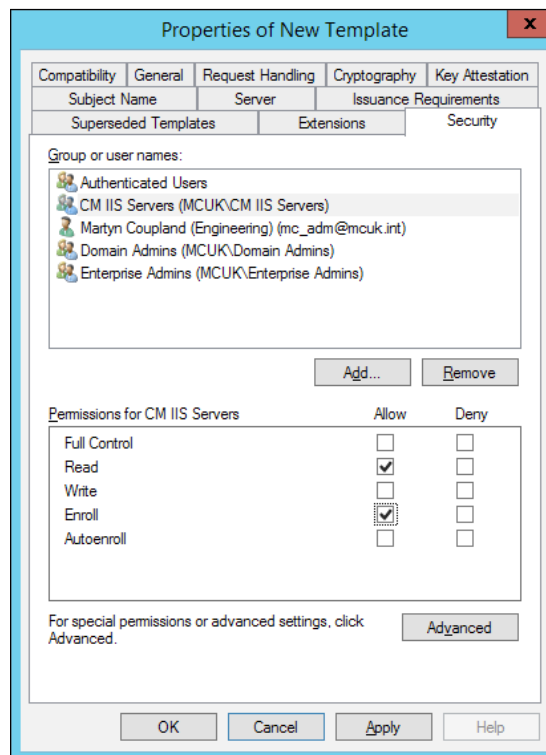 Properties of New Template
x
Compatibility General Request Handling Cryptography Key Attestation
Subject Name Server Issuance Requirements
Superseded Templates Extensions Security
Group or user names:
Authenticated Users
CM IIS Servers (MCUK\CM IIS Servers)
Martyn Coupland (Engineering) (mc_adm@mcuk.int)
Domain Admins (MCUK\Domain Admins)
Enterprise Admins (MCUK\Enterprise Admins)
Add... Remove
Permissions for CM IIS Servers Allow Deny
Full Control
Read
Write
Enroll
Autoenroll
For special permissions or advanced settings, click
Advanced.
Advanced
OK Cancel Apply Help